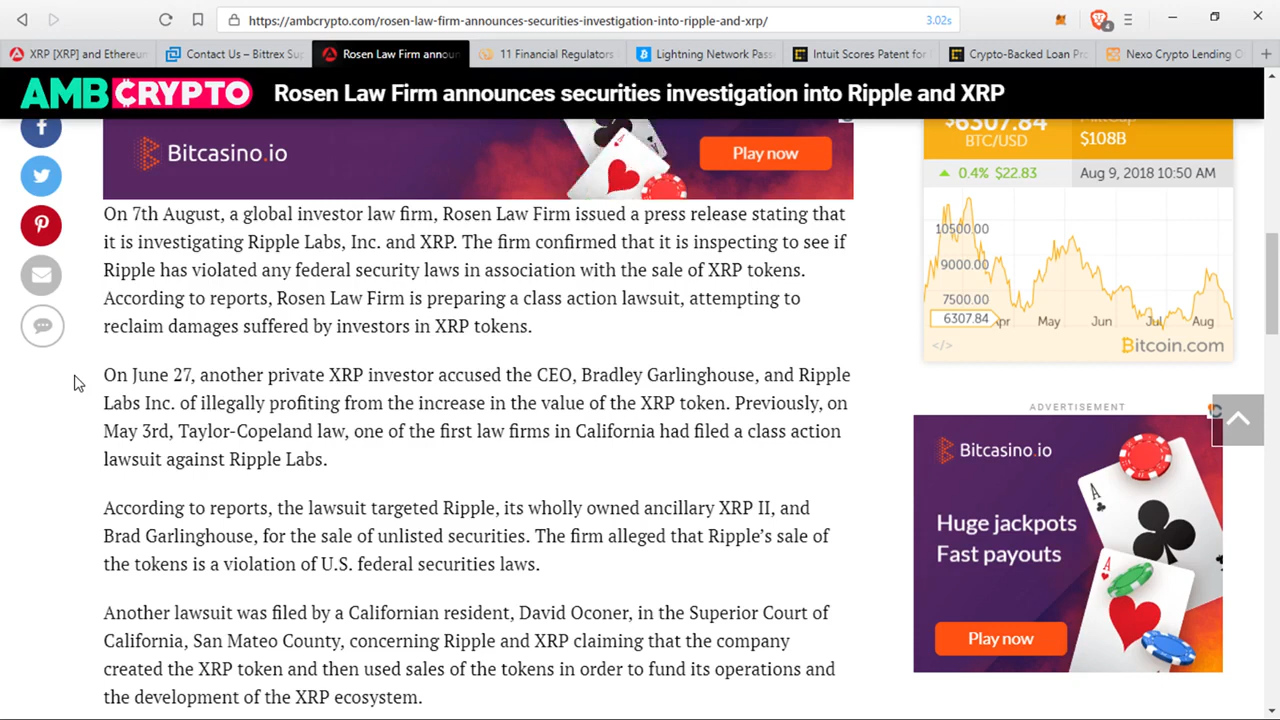 https://ambcrypto.com/rosen-law-firm-announces-securities-investigation-into-ripple-and-xrp/
3.02s
4
XRP [XRP] and Ethereum
Contact Us – Bittrex Sup
Rosen Law Firm announ
11 Financial Regulators
Lightning Network Pass
Intuit Scores Patent for
Crypto-Backed Loan Pr
Nexo Crypto Lending O
AMBCRYPTO
Rosen Law Firm announces securities investigation into Ripple and XRP
Bitcasino.io
Play now
$6307.84
BTC/USD
$108B
0.4% $22.83
Aug 9, 2018 10:50 AM
10500.00
9000.00
7500.00
6307.84
Apr
May
Jun
Jul
Aug
</>
Bitcoin.com
On 7th August, a global investor law firm, Rosen Law Firm issued a press release stating that
it is investigating Ripple Labs, Inc. and XRP. The firm confirmed that it is inspecting to see if
Ripple has violated any federal security laws in association with the sale of XRP tokens.
According to reports, Rosen Law Firm is preparing a class action lawsuit, attempting to
reclaim damages suffered by investors in XRP tokens.
On June 27, another private XRP investor accused the CEO, Bradley Garlinghouse, and Ripple
Labs Inc. of illegally profiting from the increase in the value of the XRP token. Previously, on
May 3rd, Taylor-Copeland law, one of the first law firms in California had filed a class action
lawsuit against Ripple Labs.
According to reports, the lawsuit targeted Ripple, its wholly owned ancillary XRP II, and
Brad Garlinghouse, for the sale of unlisted securities. The firm alleged that Ripple's sale of
the tokens is a violation of U.S. federal securities laws.
Another lawsuit was filed by a Californian resident, David Oconer, in the Superior Court of
California, San Mateo County, concerning Ripple and XRP claiming that the company
created the XRP token and then used sales of the tokens in order to fund its operations and
the development of the XRP ecosystem.
ADVERTISEMENT
Bitcasino.io
Huge jackpots
Fast payouts
Play now